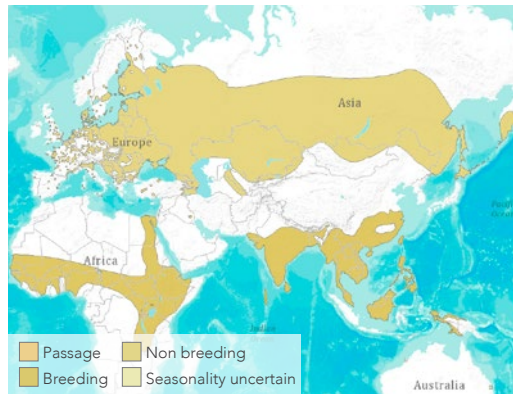 Asia
Europe
Africa
Passage
Non breeding
Breeding
Seasonality uncertain
Australia